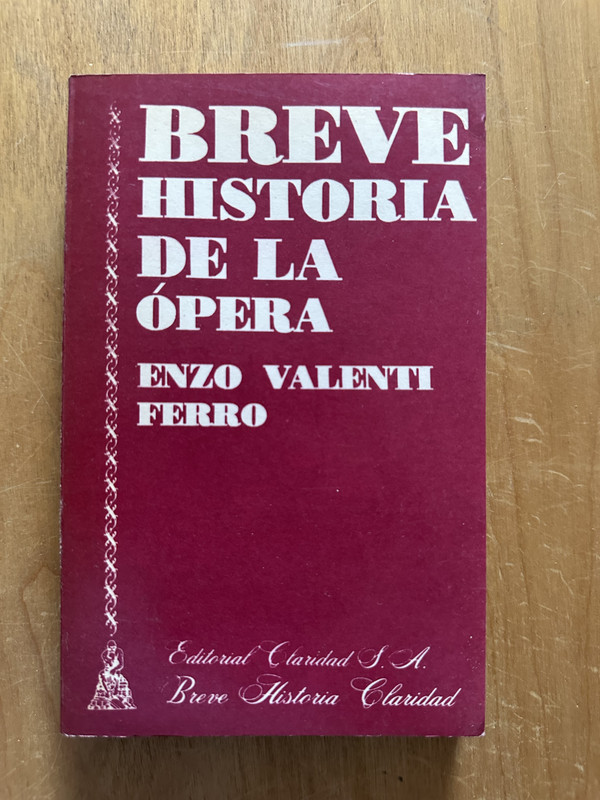 BREVE
HISTORIA
DE LA
ÓPERA
ENZO VALENTI
FERRO
Editorial Claridad S. A.
Breve Historia Claridad